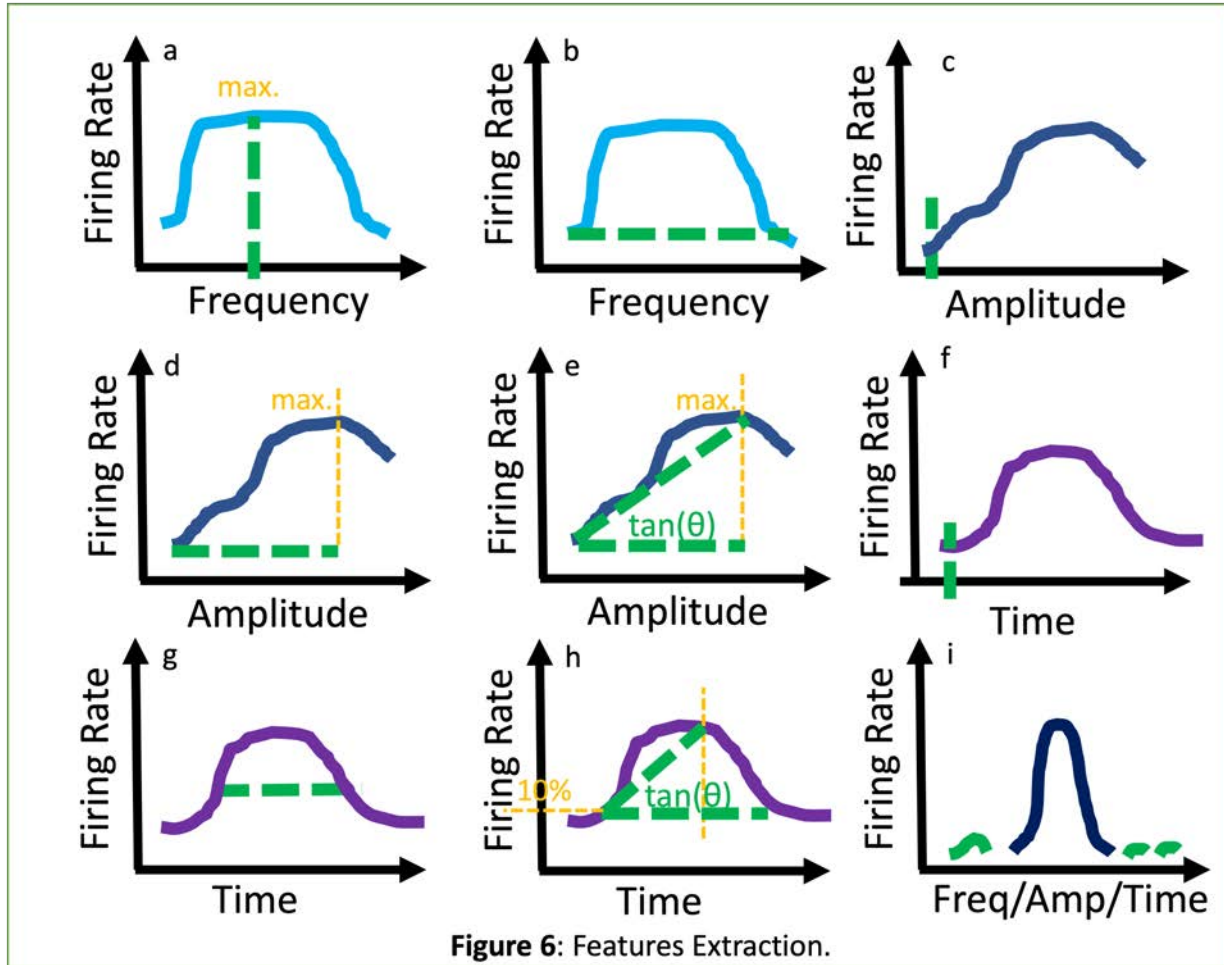 a
max.
Firing Rate
Frequency
b
Firing Rate
Frequency
c
Firing Rate
Amplitude
d
max.
Firing Rate
Amplitude
e
max.
tan(θ)
Firing Rate
Amplitude
f
Firing Rate
Time
g
Firing Rate
Time
h
10%
tan(θ)
Firing Rate
Time
i
Firing Rate
Freq/Amp/Time
Figure 6: Features Extraction.